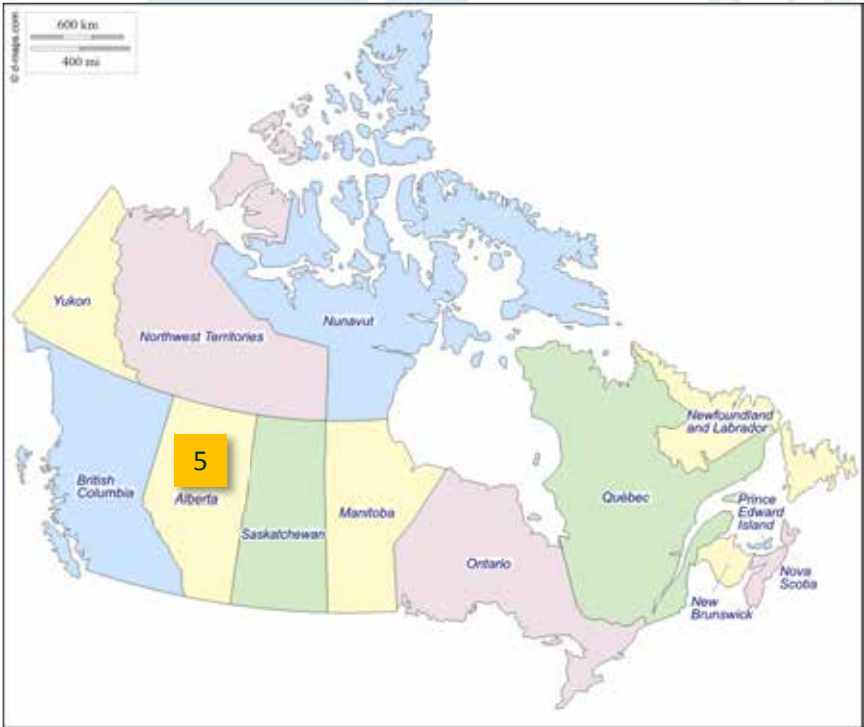 600 km
400 mi
© d-maps.com
Yukon
Northwest Territories
Nunavut
British
Columbia
5
Alberta
Saskatchewan
Manitoba
Ontario
Québec
Newfoundland
and Labrador
Prince
Edward
Island
Nova
Scotia
New
Brunswick